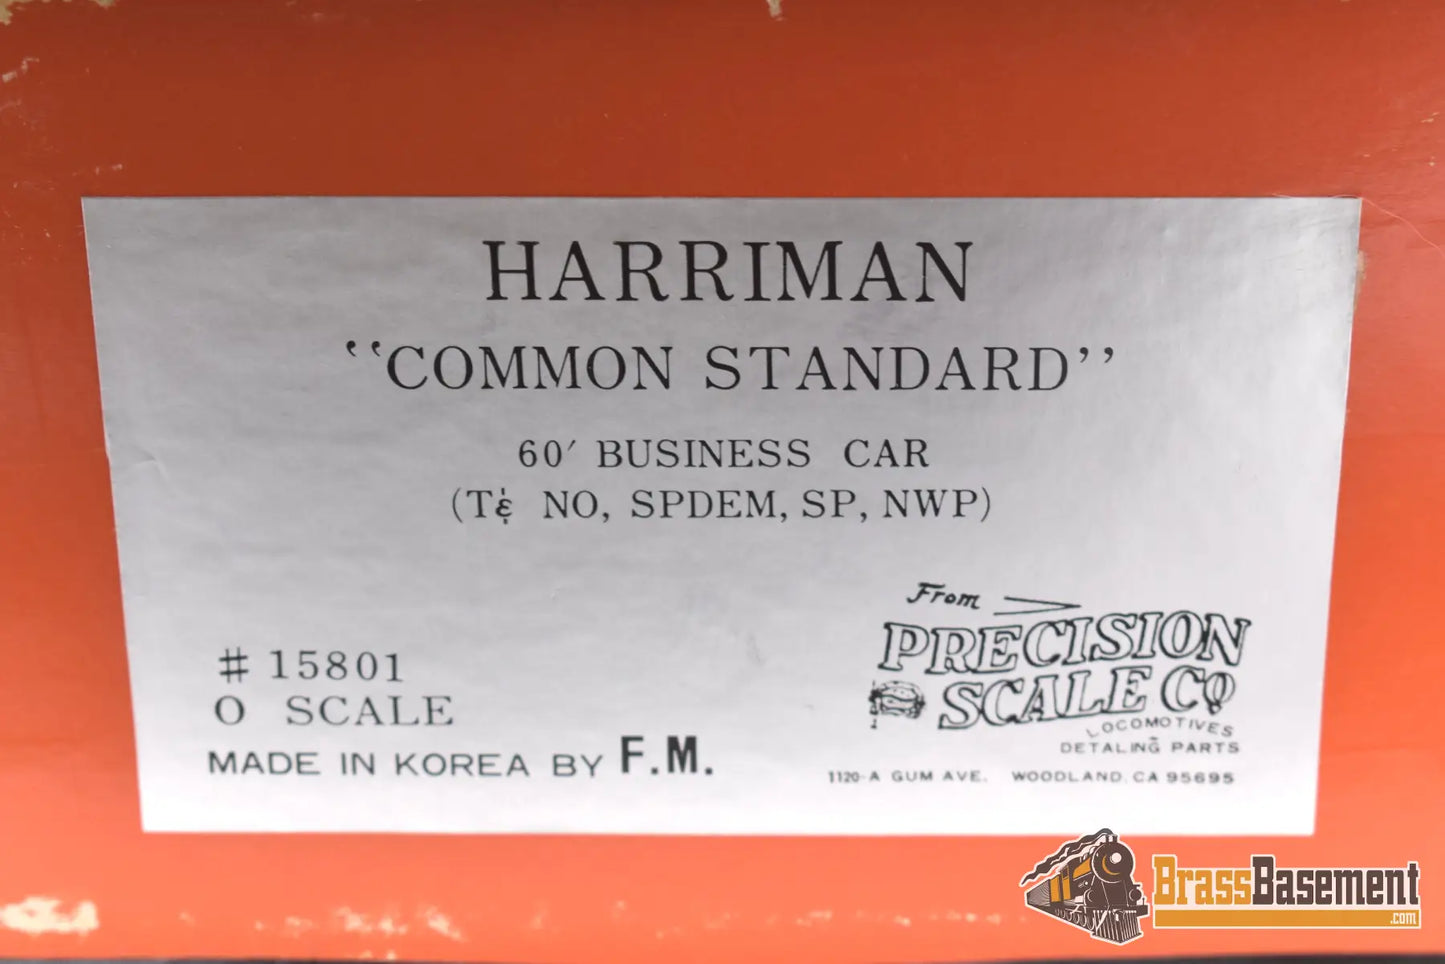 HARRIMAN
“COMMON STANDARD”
60′ BUSINESS CAR
(T& NO, SPDEM, SP, NWP)
# 15801
O SCALE
MADE IN KOREA BY F.M.
From
PRECISION
SCALE CO
LOCOMOTIVES
DETALING PARTS
1120-A GUM AVE. WOODLAND, CA 95695
BrassBasement
.com